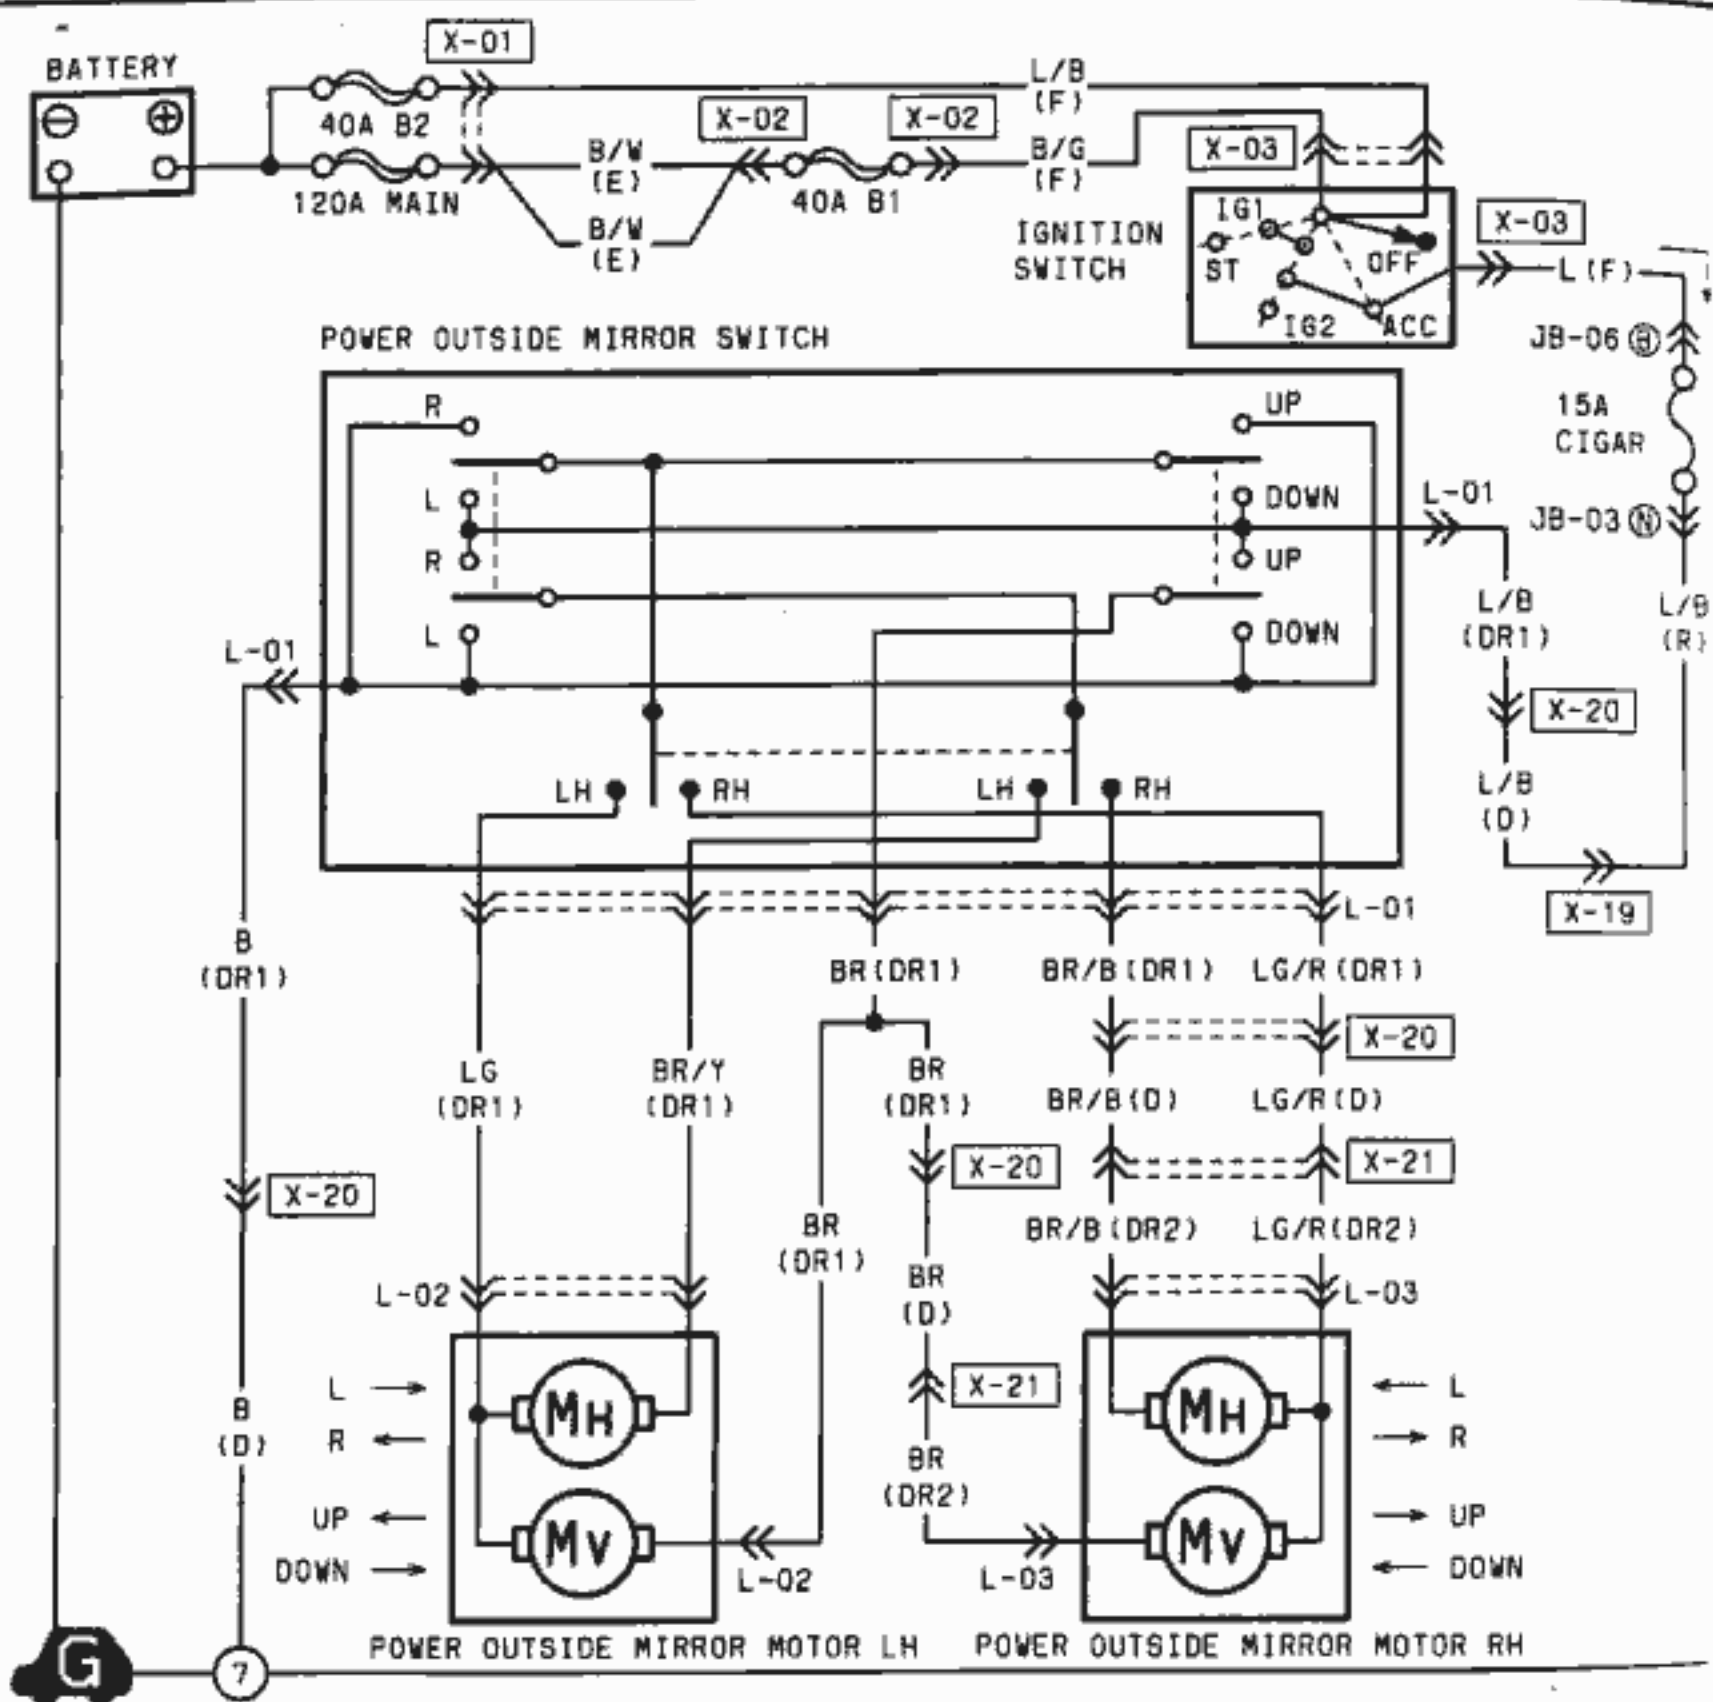 X-01
BATTERY
L/B
(F)
40A B2
X-02
X-02
B/W
(E)
B/G
(F)
X-03
120A MAIN
40A B1
B/W
(E)
IGNITION
SWITCH
IG1
ST
OFF
IG2
ACC
X-03
L(F)
POWER OUTSIDE MIRROR SWITCH
JB-06 B
15A
CIGAR
R
UP
L
DOWN
L-01
JB-03 N
R
UP
L/B
(DR1)
L/B
(R)
L
DOWN
L-01
X-20
LH
RH
LH
RH
L/B
(D)
L-01
X-19
B
(DR1)
BR(DR1)
BR/B(DR1)
LG/R(DR1)
X-20
LG
(DR1)
BR/Y
(DR1)
BR
(DR1)
BR/B(D)
LG/R(D)
X-20
X-21
X-20
BR
(DR1)
BR/B(DR2)
LG/R(DR2)
L-02
BR
(D)
L-03
L
R
MH
X-21
MH
L
R
B
(D)
BR
(DR2)
UP
DOWN
MV
L-02
L-03
MV
UP
DOWN
POWER OUTSIDE MIRROR MOTOR LH
POWER OUTSIDE MIRROR MOTOR RH
G
7